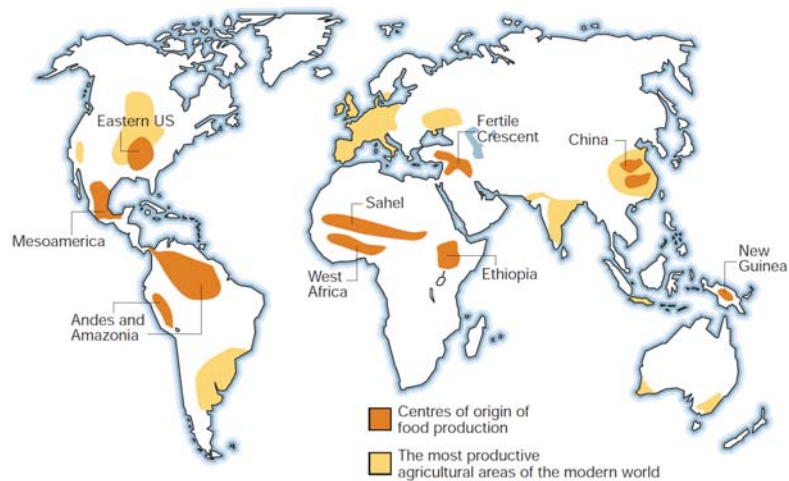 Eastern US
Fertile
Crescent
China
Sahel
Mesoamerica
West
Africa
Ethiopia
New
Guinea
Andes and
Amazonia
Centres of origin of
food production
The most productive
agricultural areas of the modern world